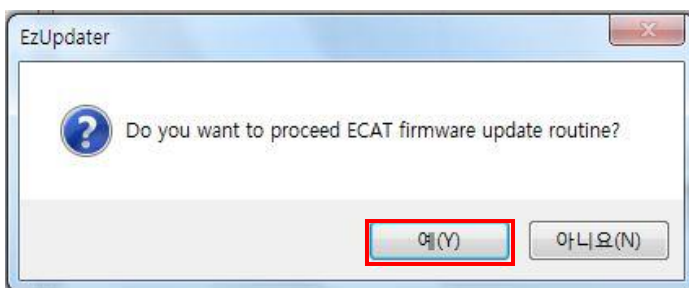 EzUpdater
Do you want to proceed ECAT firmware update routine?
예(Y)
아니요(N)